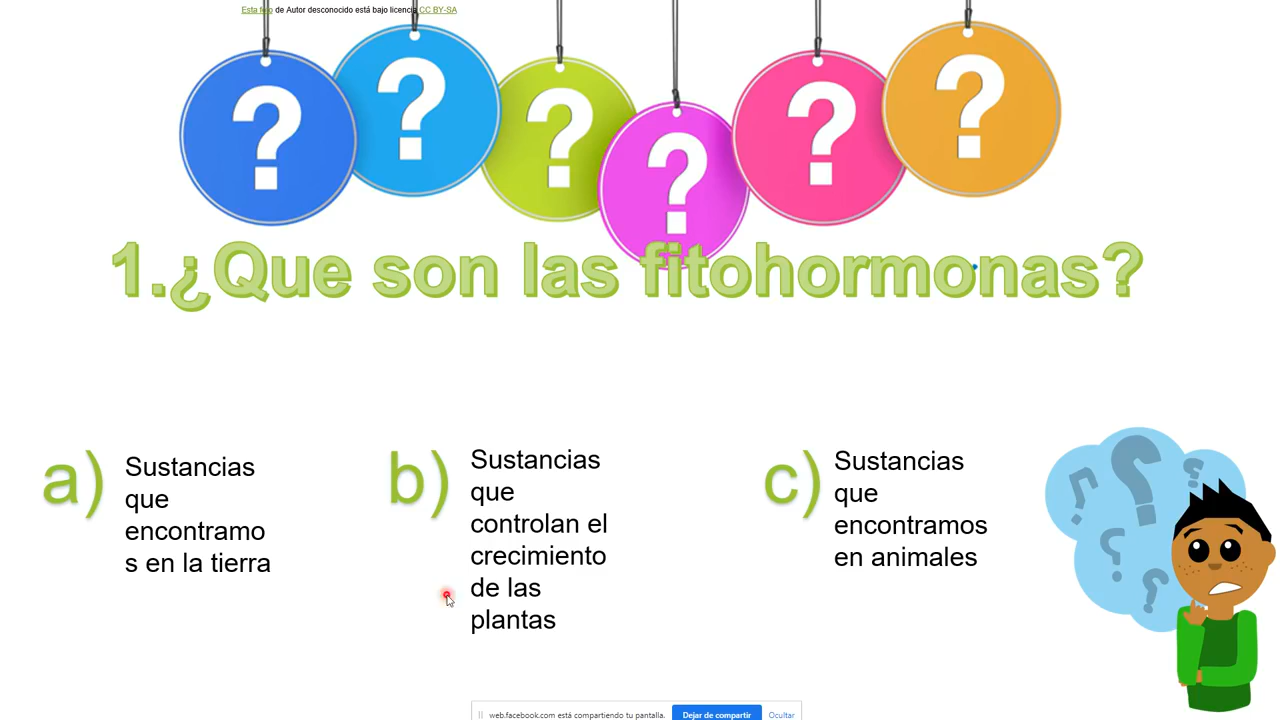 Esta foto de Autor desconocido está bajo licencia CC BY-SA
? ? ? ? ? ?
1.¿Que son las fitohormonas?
a)
Sustancias
que
encontramo
s en la tierra
b)
Sustancias
que
controlan el
crecimiento
de las
plantas
c)
Sustancias
que
encontramos
en animales
web.facebook.com está compartiendo tu pantalla.
Dejar de compartir
Ocultar